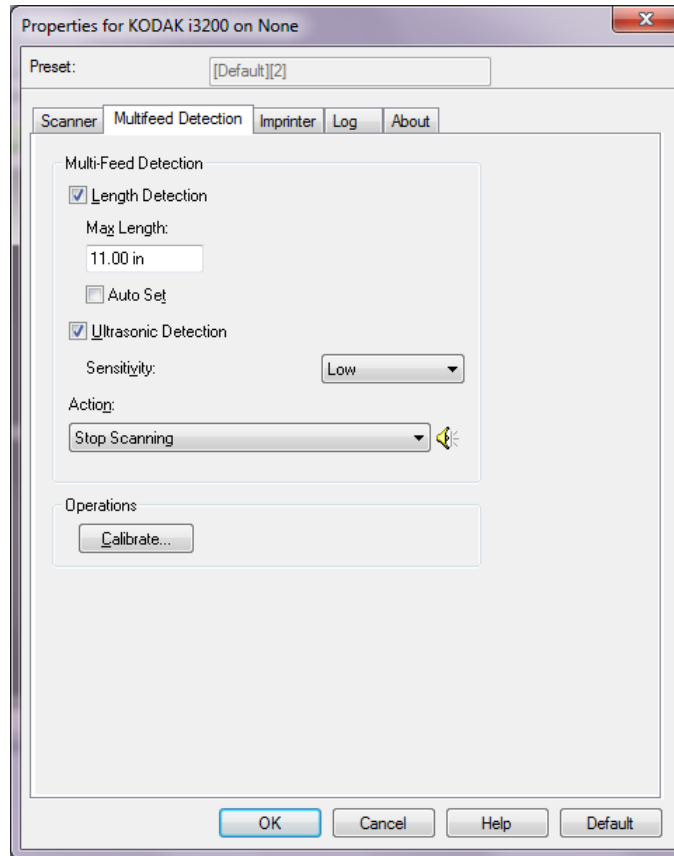 Properties for KODAK i3200 on None
Preset: [Default][2]
Scanner Multifeed Detection Imprinter Log About
Multi-Feed Detection
Length Detection
Max Length:
11.00 in
Auto Set
Ultrasonic Detection
Sensitivity: Low
Action:
Stop Scanning
Operations
Calibrate...
OK Cancel Help Default